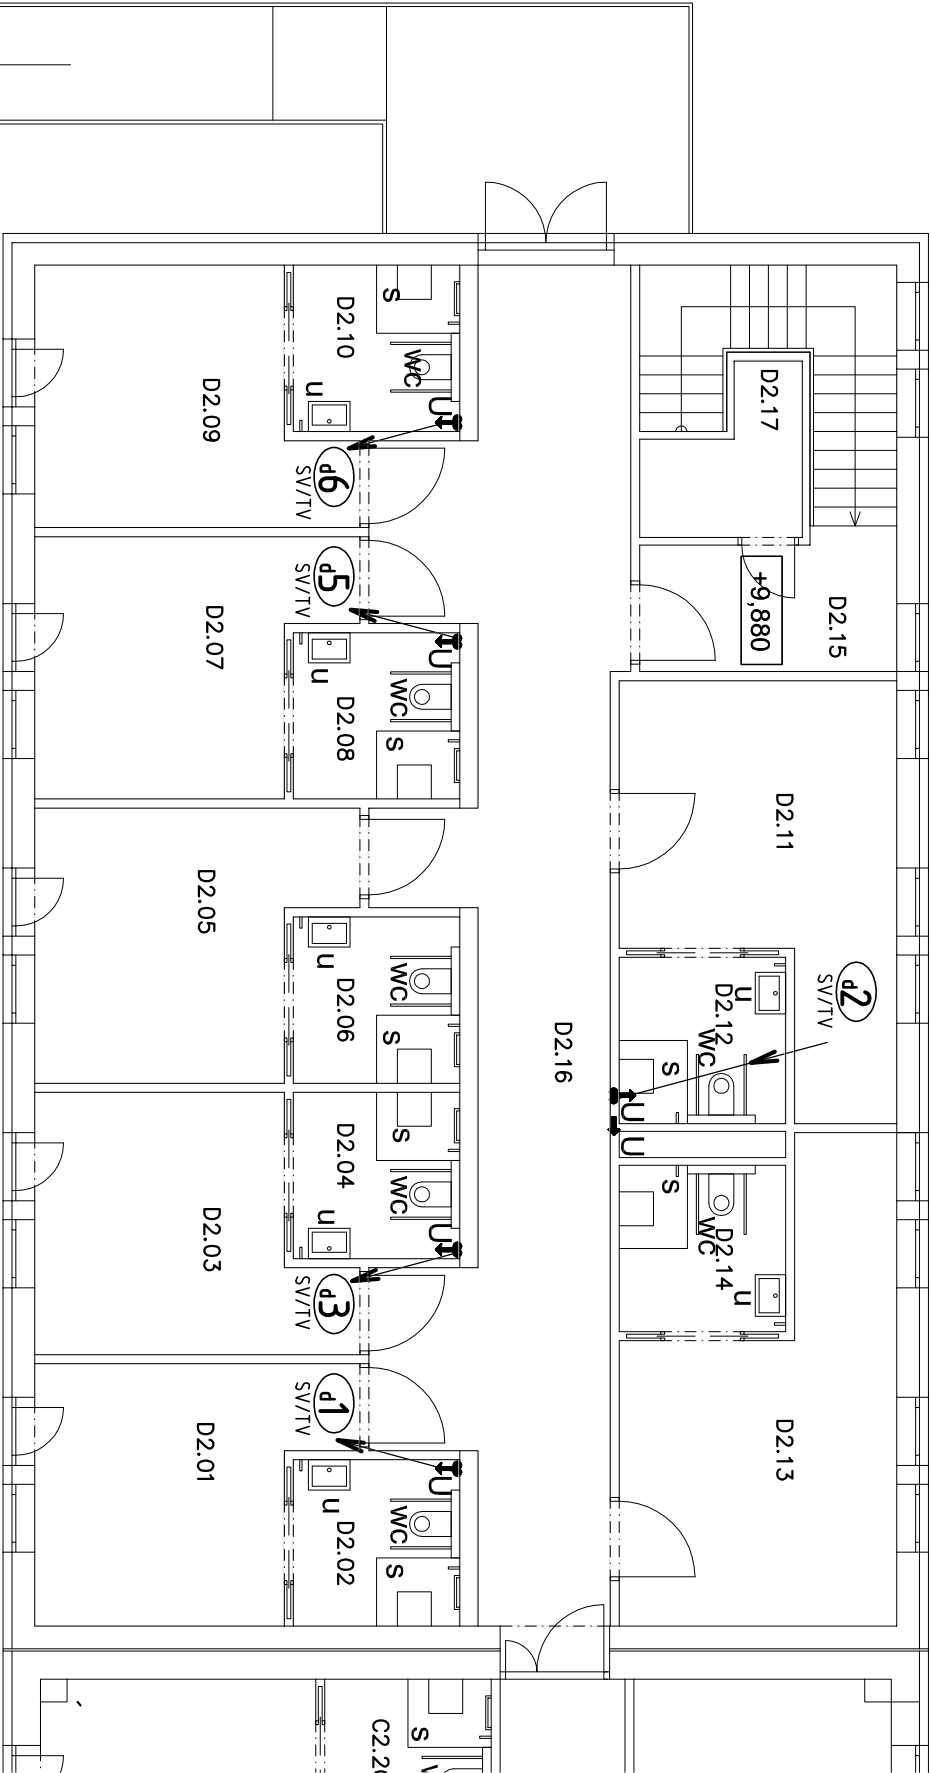 D2.17
+9,880
D2.15
D2.11
d2
SV/TV
D2.12
u
WC
s
U
U
s
WC
D2.14
u
D2.13
D2.16
D2.10
s
WC
u
U
D2.09
d6
SV/TV
d5
SV/TV
D2.07
U
u
WC
D2.08
s
D2.05
u
WC
D2.06
s
D2.04
s
WC
u
U
D2.03
d3
SV/TV
d1
SV/TV
D2.01
U
u
WC
D2.02
s
s